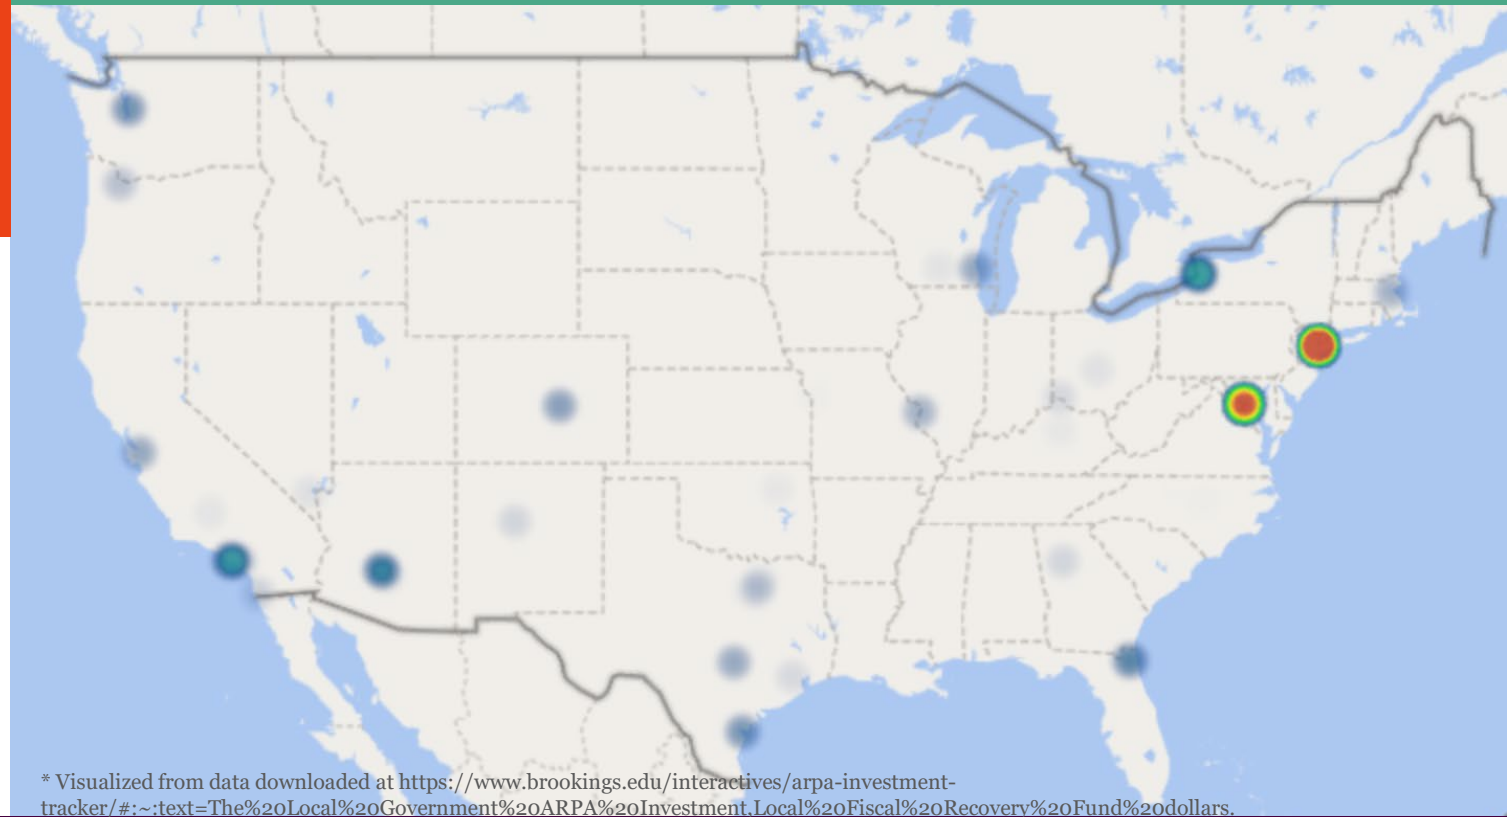 * Visualized from data downloaded at https://www.brookings.edu/interactives/arpa-investment-
tracker/#:~:text=The%20Local%20Government%20ARPA%20Investment,Local%20Fiscal%20Recovery%20Fund%20dollars.